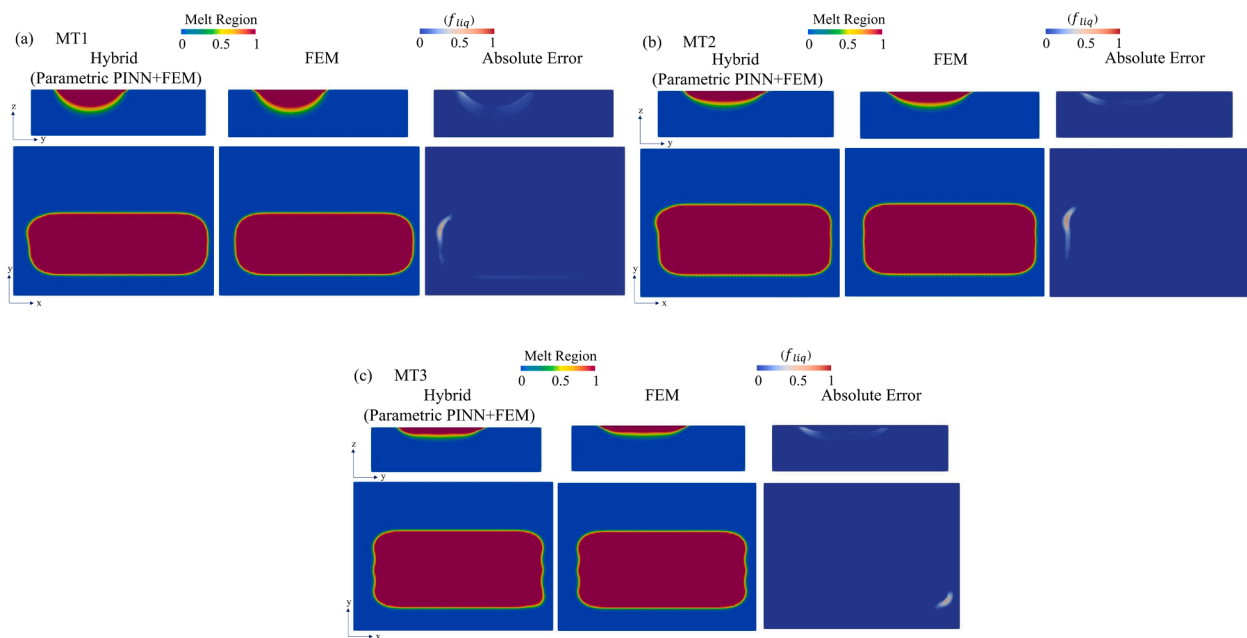 (a) MT1
Melt Region
0 0.5 1
(f_liq)
0 0.5 1
Hybrid
(Parametric PINN+FEM)
FEM
Absolute Error
z
y
y
x
(b) MT2
Melt Region
0 0.5 1
(f_liq)
0 0.5 1
Hybrid
(Parametric PINN+FEM)
FEM
Absolute Error
z
y
y
x
(c) MT3
Melt Region
0 0.5 1
(f_liq)
0 0.5 1
Hybrid
(Parametric PINN+FEM)
FEM
Absolute Error
z
y
y
x